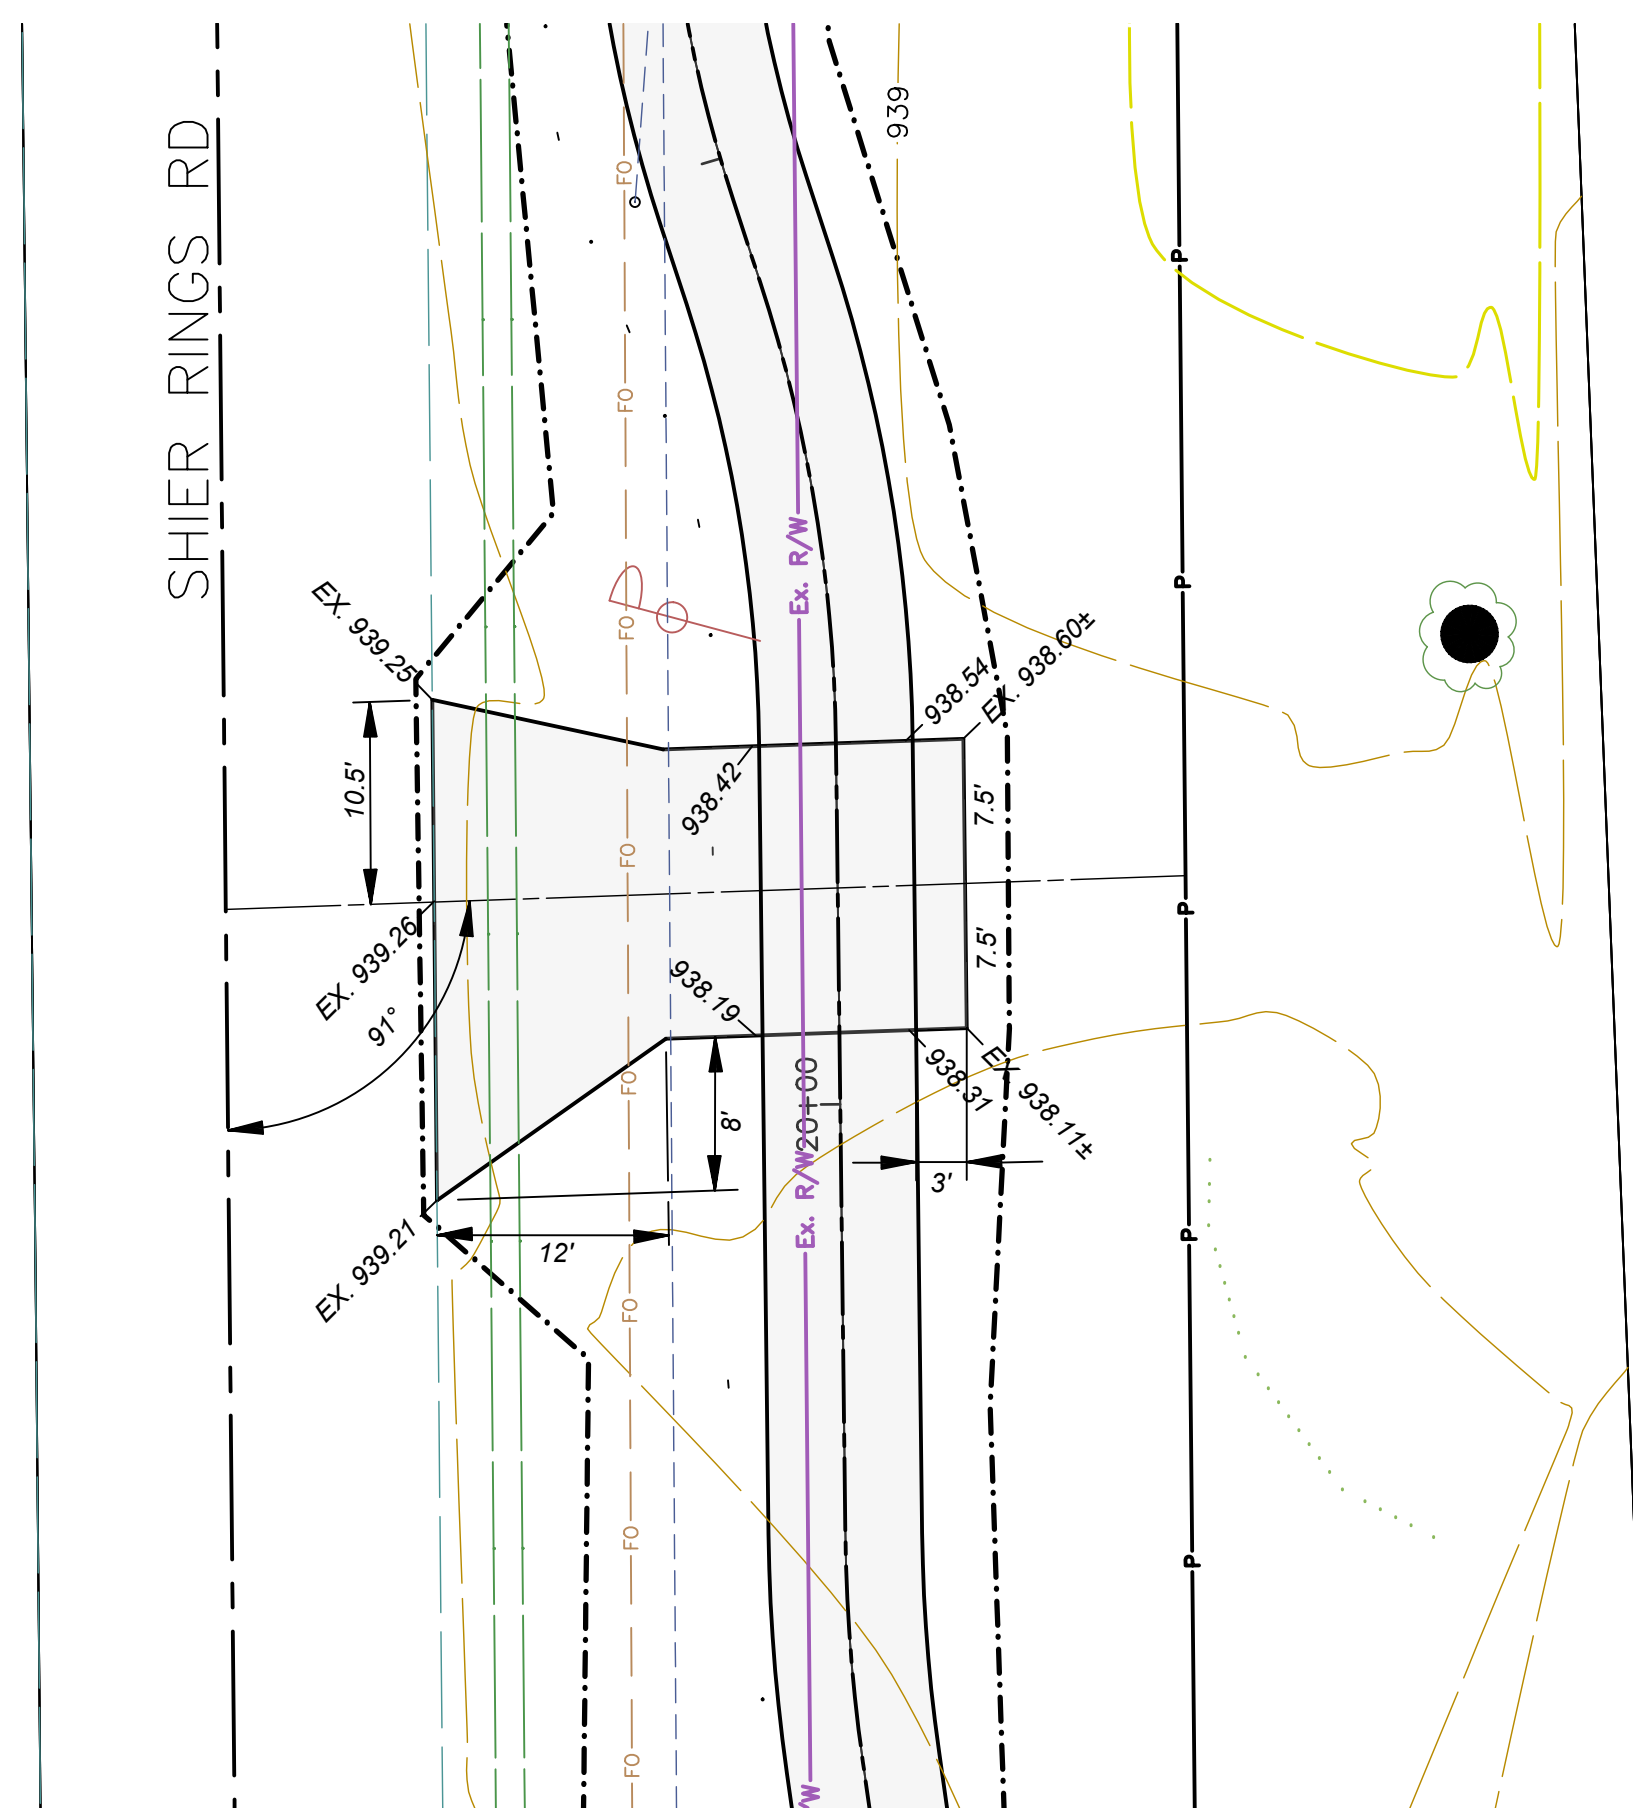 939
SHIER RINGS RD
FO
P
FO
Ex. R/W
P
EX. 939.25
FO
938.54
EX. 938.60±
10.5'
938.42
7.5'
FO
P
EX. 939.26
7.5'
91°
938.19
20+00
938.37
EX. 938.11±
FO
8'
3'
Ex. R/W
P
EX. 939.21
12'
FO
FO
P
FO
/W